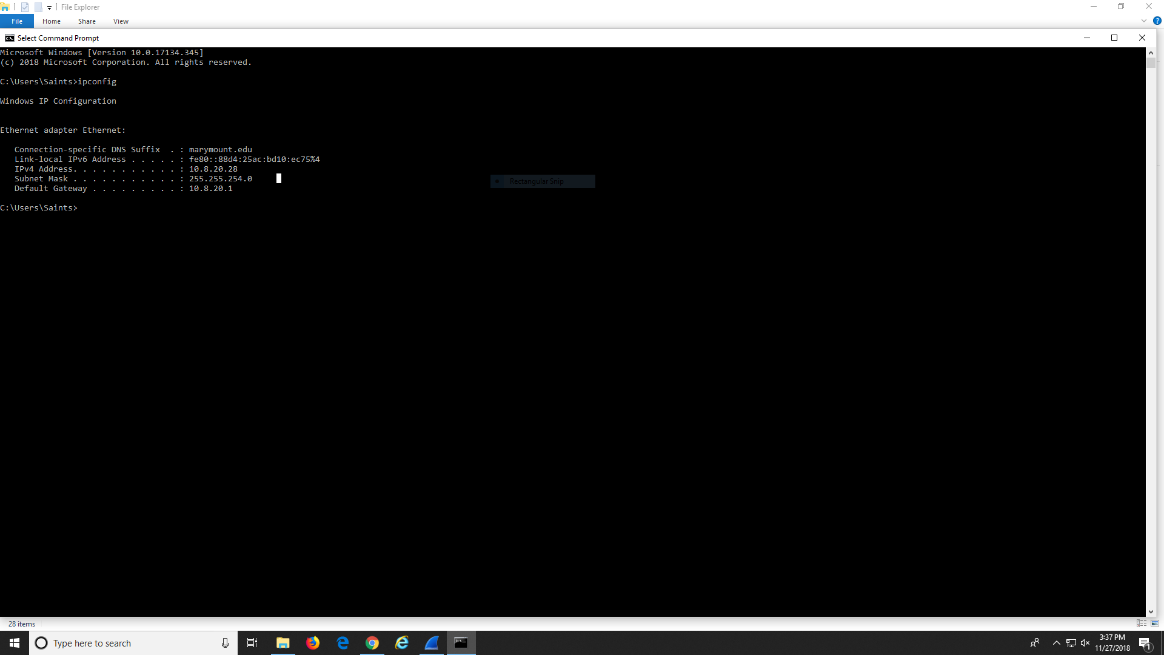 File Explorer
File Home Share View
Select Command Prompt
Microsoft Windows [Version 10.0.17134.345]
(c) 2018 Microsoft Corporation. All rights reserved.
C:\Users\Saints>ipconfig
Windows IP Configuration
Ethernet adapter Ethernet:
Connection-specific DNS Suffix . : marymount.edu
Link-local IPv6 Address . . . . . : fe80::88d4:25ac:bd10:ec75%4
IPv4 Address. . . . . . . . . . . : 10.8.20.28
Subnet Mask . . . . . . . . . . . : 255.255.254.0
Rectangular Snip
Default Gateway . . . . . . . . . : 10.8.20.1
C:\Users\Saints>
28 items
Type here to search
3:37 PM
11/27/2018
1